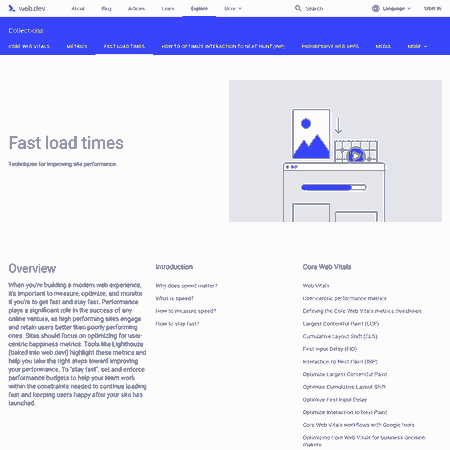 web.dev
About
Blog
Articles
Learn
Explore
More
Search
Language
SIGN IN
Collections
CORE WEB VITALS
METRICS
FAST LOAD TIMES
HOW TO OPTIMIZE INTERACTION TO NEXT PAINT (INP)
PROGRESSIVE WEB APPS
MEDIA
MORE
Fast load times
Techniques for improving site performance.
Overview
When you're building a modern web experience,
it's important to measure, optimize, and monitor
if you're to get fast and stay fast. Performance
plays a significant role in the success of any
online venture, as high performing sites engage
and retain users better than poorly performing
ones. Sites should focus on optimizing for user-
centric happiness metrics. Tools like Lighthouse
(baked into web.dev!) highlight these metrics and
help you take the right steps toward improving
your performance. To "stay fast", set and enforce
performance budgets to help your team work
within the constraints needed to continue loading
fast and keeping users happy after your site has
launched.
Introduction
Why does speed matter?
What is speed?
How to measure speed?
How to stay fast?
Core Web Vitals
Web Vitals
User-centric performance metrics
Defining the Core Web Vitals metrics thresholds
Largest Contentful Paint (LCP)
Cumulative Layout Shift (CLS)
First Input Delay (FID)
Interaction to Next Paint (INP)
Optimize Largest Contentful Paint
Optimize Cumulative Layout Shift
Optimize First Input Delay
Optimize Interaction to Next Paint
Core Web Vitals workflows with Google tools
Optimizing Core Web Vitals for business decision
makers